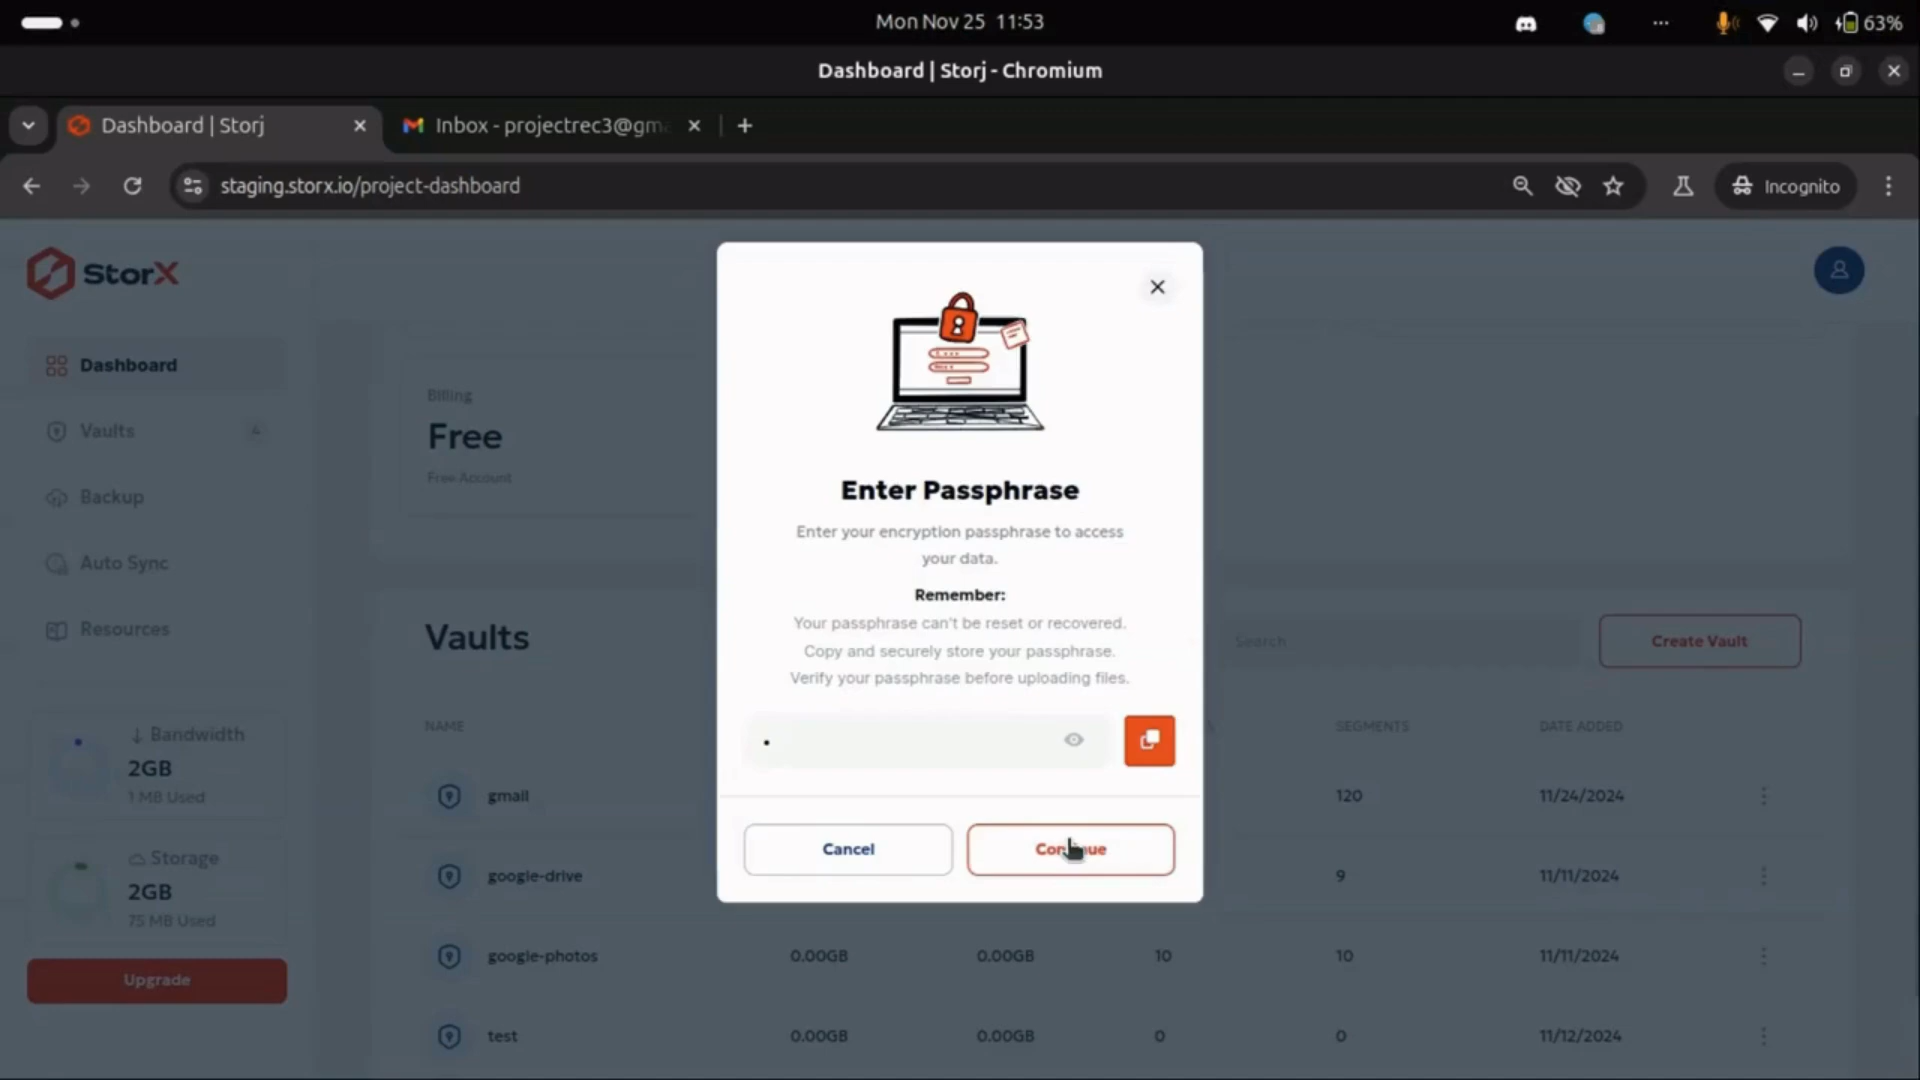 Mon Nov 25 11:53
63%
Dashboard | Storj - Chromium
Dashboard | Storj
Inbox - projectrec3@gm
staging.storx.io/project-dashboard
Incognito
StorX
Dashboard
Vaults 4
Backup
Auto Sync
Resources
↓ Bandwidth
2GB
1 MB Used
Storage
2GB
75 MB Used
Upgrade
Billing
Free
Free Account
Vaults
Search
Create Vault
NAME SEGMENTS DATE ADDED
gmail 120 11/24/2024
google-drive 9 11/11/2024
google-photos 0.00GB 0.00GB 10 10 11/11/2024
test 0.00GB 0.00GB 0 0 11/12/2024
Enter Passphrase
Enter your encryption passphrase to access
your data.
Remember:
Your passphrase can't be reset or recovered.
Copy and securely store your passphrase.
Verify your passphrase before uploading files.
Cancel
Continue